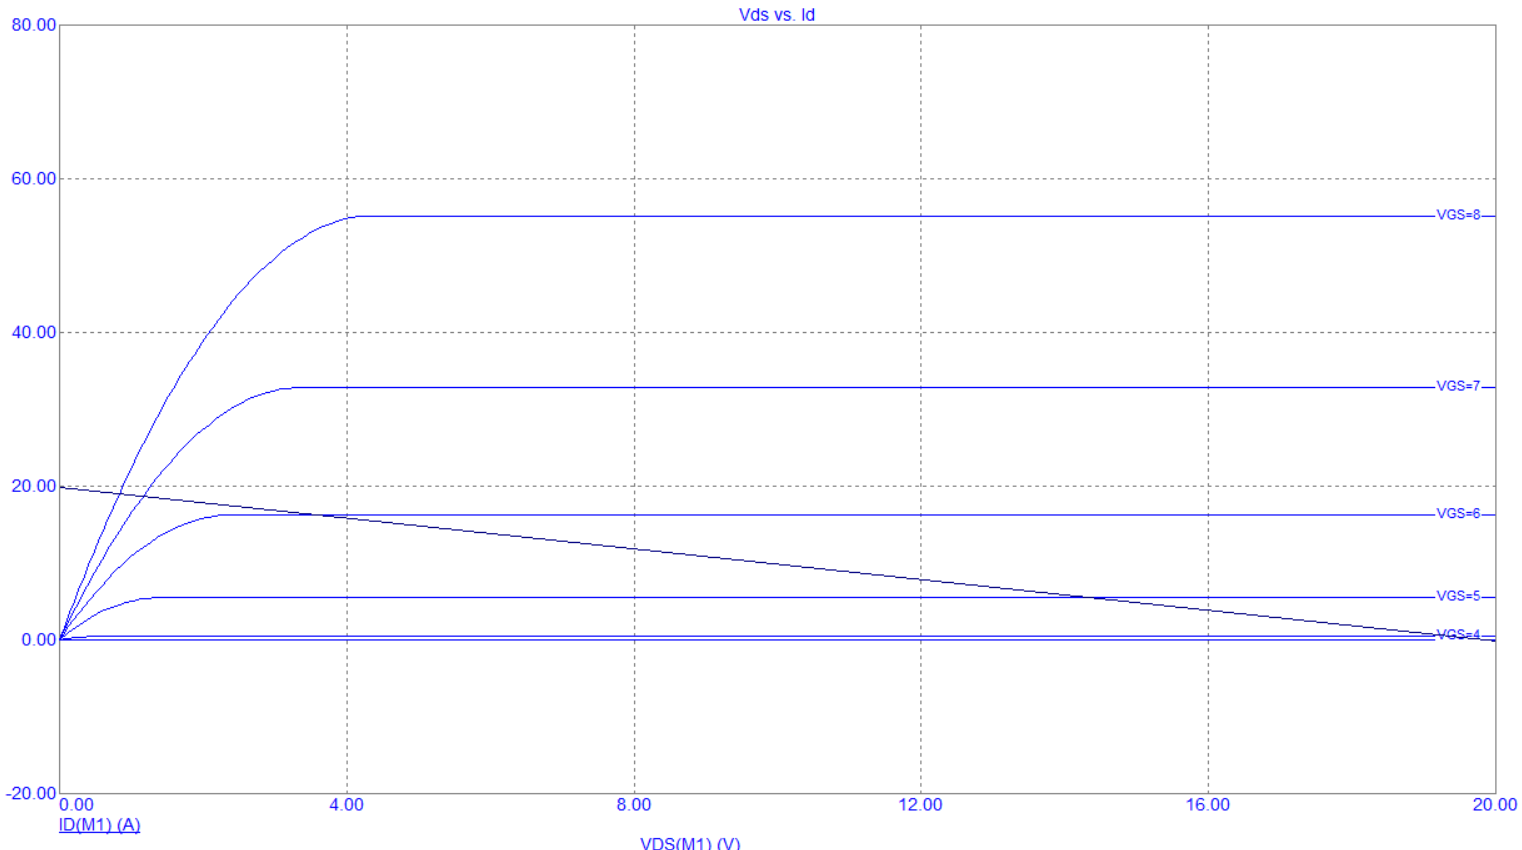 Vds vs. Id
80.00
60.00
VGS=8
40.00
VGS=7
20.00
VGS=6
VGS=5
0.00
VGS=4
-20.00
0.00 4.00 8.00 12.00 16.00 20.00
ID(M1) (A)
VDS(M1) (V)